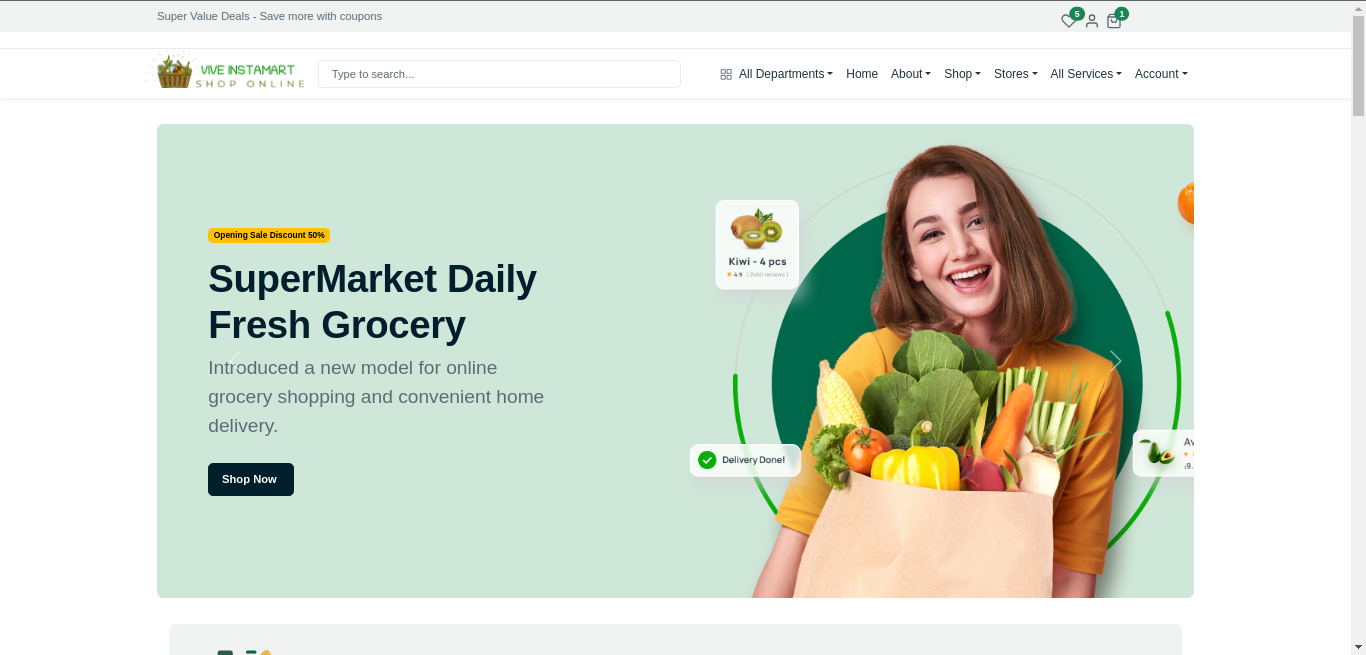 Super Value Deals - Save more with coupons
5
1
VIVE INSTAMART
SHOP ONLINE
Type to search...
All Departments
Home
About
Shop
Stores
All Services
Account
Opening Sale Discount 50%
SuperMarket Daily
Fresh Grocery
Introduced a new model for online
grocery shopping and convenient home
delivery.
Shop Now
Kiwi - 4 pcs
4.9
Delivery Done!
Av